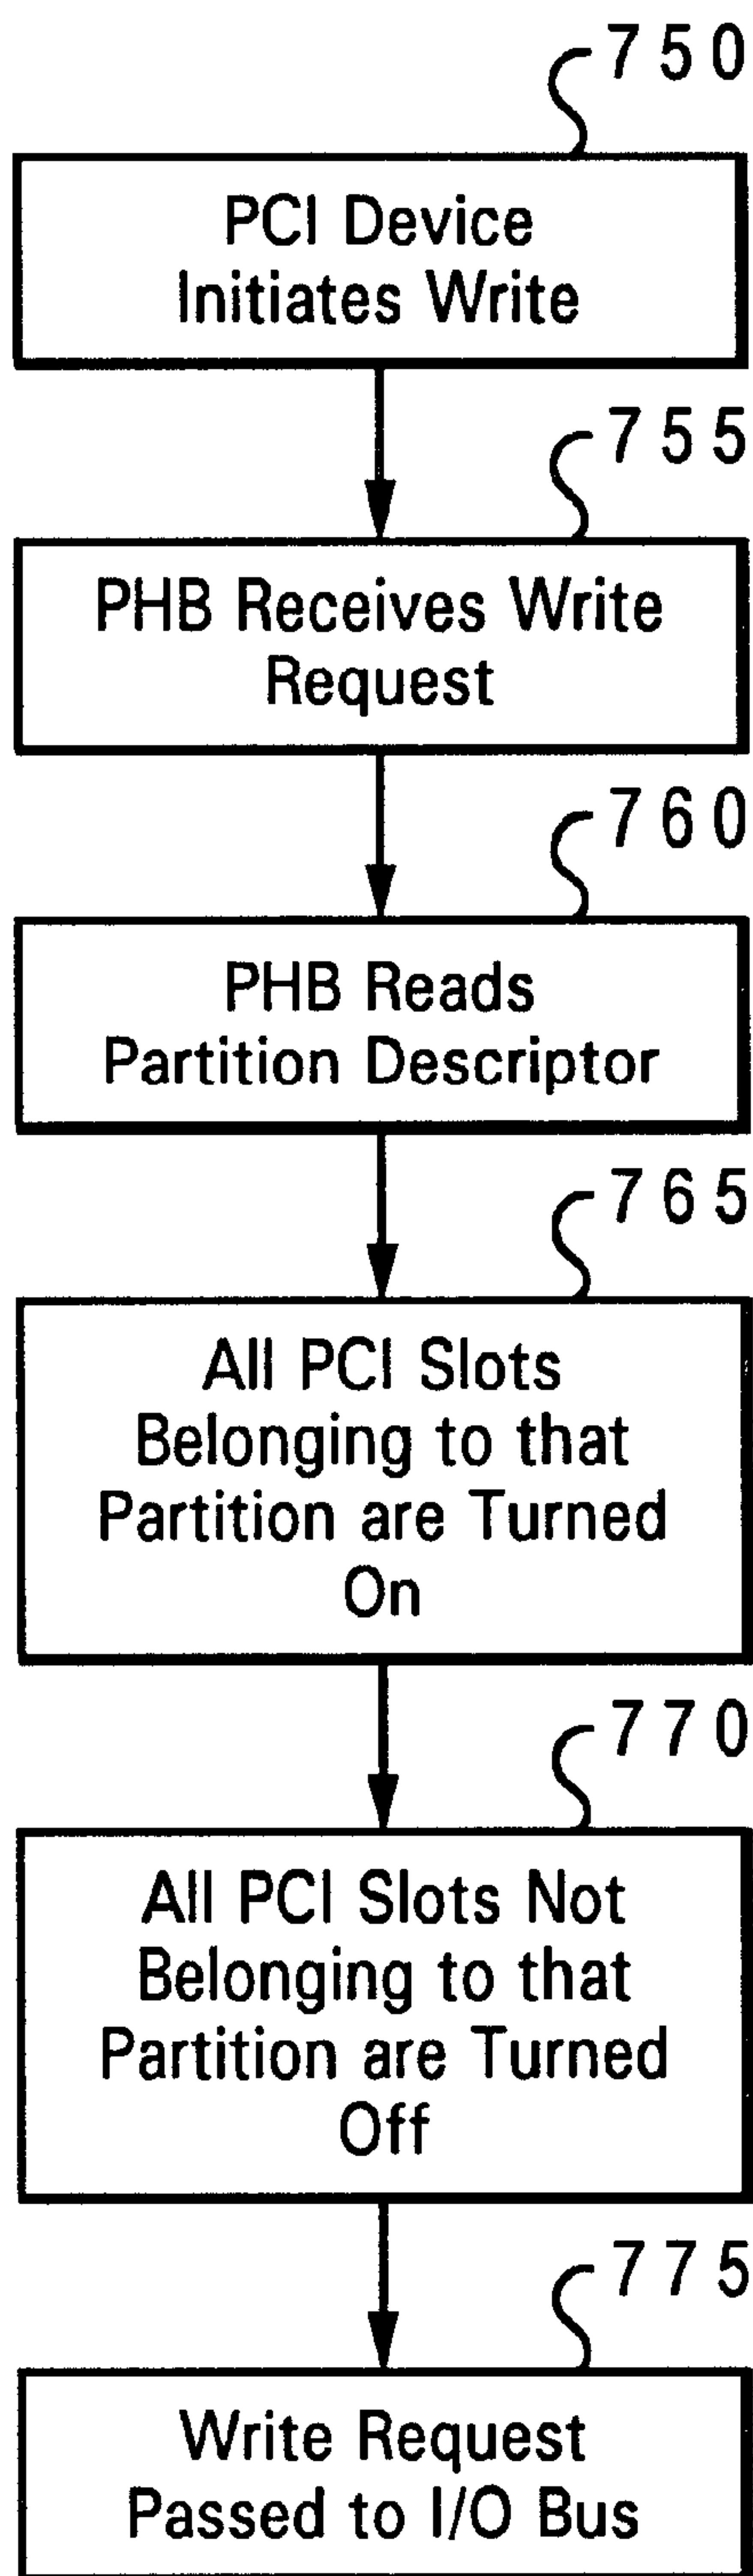 750
PCI Device
Initiates Write
755
PHB Receives Write
Request
760
PHB Reads
Partition Descriptor
765
All PCI Slots
Belonging to that
Partition are Turned
On
770
All PCI Slots Not
Belonging to that
Partition are Turned
Off
775
Write Request
Passed to I/O Bus